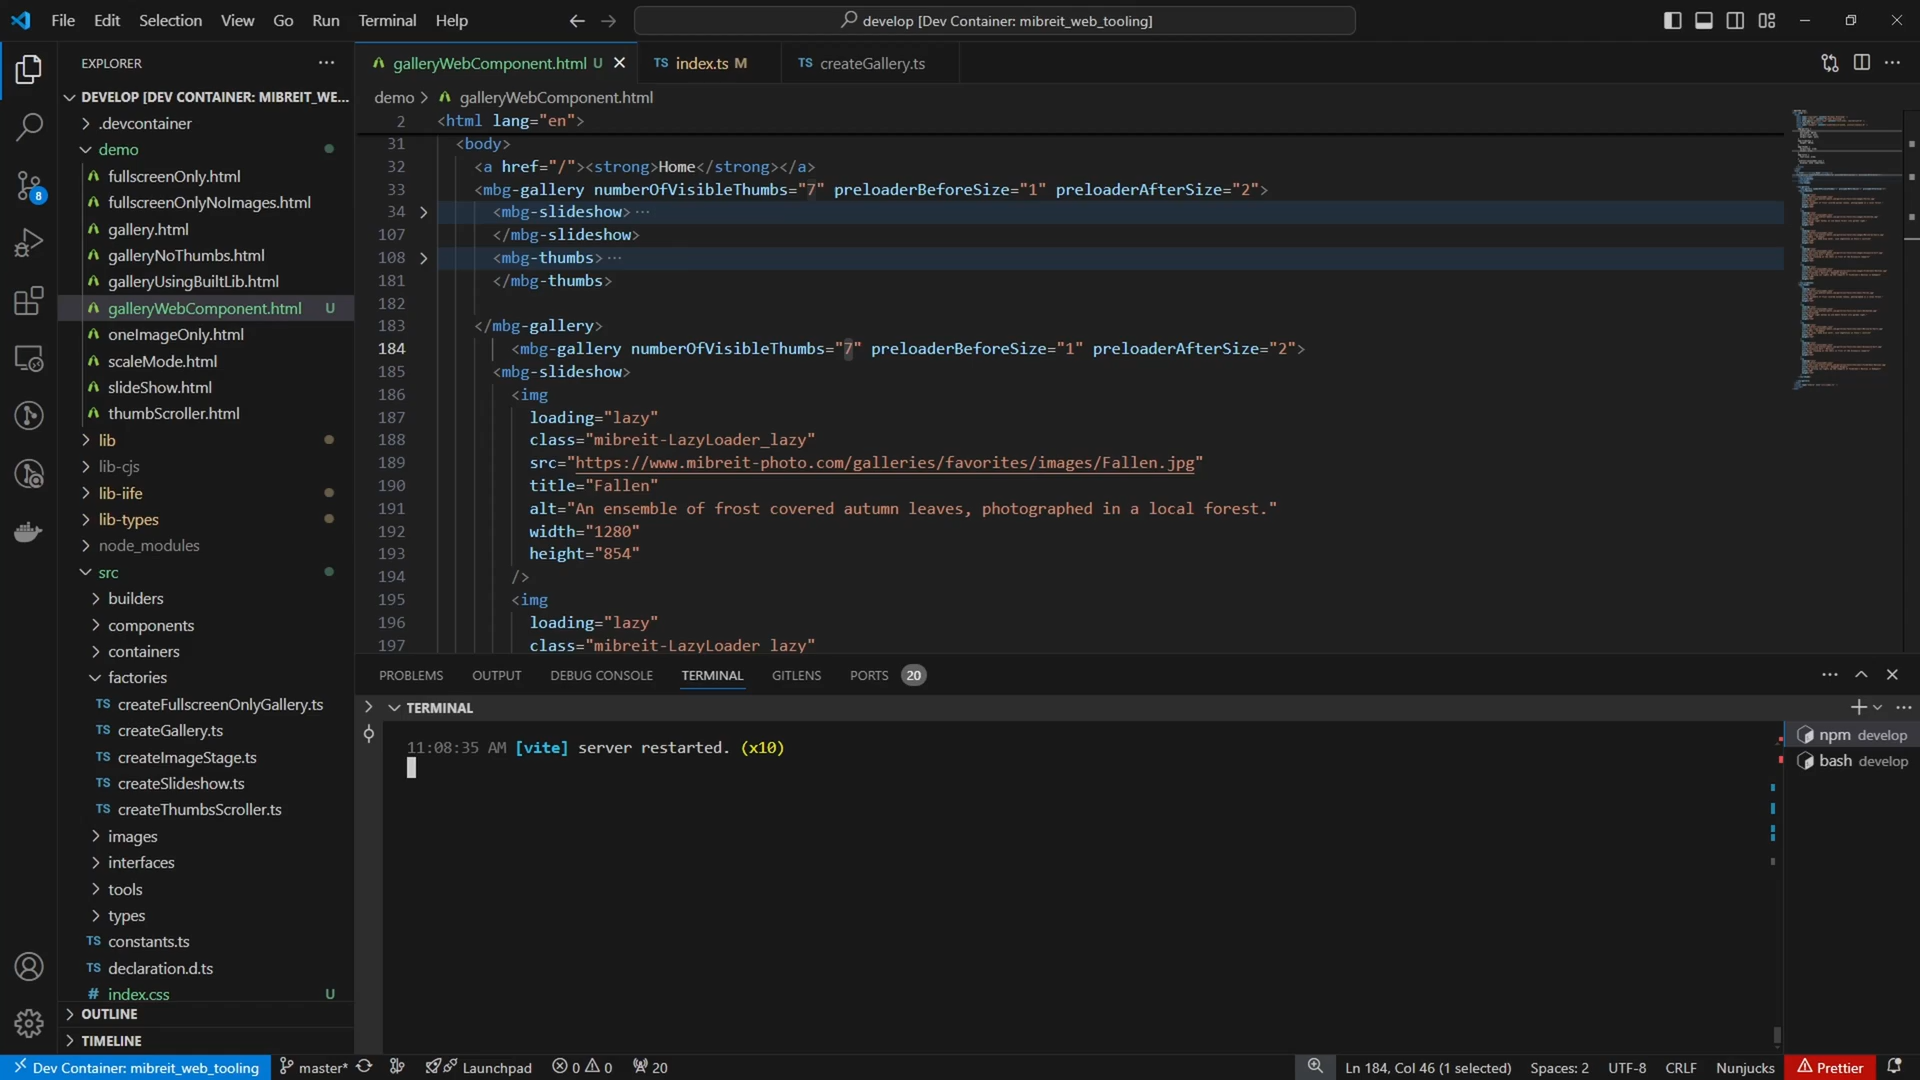 File Edit Selection View Go Run Terminal Help
develop [Dev Container: mibreit_web_tooling]
EXPLORER
DEVELOP [DEV CONTAINER: MIBREIT_WE...
.devcontainer
demo
fullscreenOnly.html
fullscreenOnlyNoImages.html
gallery.html
galleryNoThumbs.html
galleryUsingBuiltLib.html
galleryWebComponent.html U
oneImageOnly.html
scaleMode.html
slideShow.html
thumbScroller.html
lib
lib-cjs
lib-iife
lib-types
node_modules
src
builders
components
containers
factories
TS createFullscreenOnlyGallery.ts
TS createGallery.ts
TS createImageStage.ts
TS createSlideshow.ts
TS createThumbsScroller.ts
images
interfaces
tools
types
TS constants.ts
TS declaration.d.ts
# index.css U
OUTLINE
TIMELINE
8
galleryWebComponent.html U
TS index.ts M
TS createGallery.ts
demo > galleryWebComponent.html
2 <html lang="en">
31 <body>
32 <a href="/"><strong>Home</strong></a>
33 <mbg-gallery numberOfVisibleThumbs="7" preloaderBeforeSize="1" preloaderAfterSize="2">
34 <mbg-slideshow> ···
107 </mbg-slideshow>
108 <mbg-thumbs> ···
181 </mbg-thumbs>
182
183 </mbg-gallery>
184 <mbg-gallery numberOfVisibleThumbs="7" preloaderBeforeSize="1" preloaderAfterSize="2">
185 <mbg-slideshow>
186 <img
187 loading="lazy"
188 class="mibreit-LazyLoader_lazy"
189 src="https://www.mibreit-photo.com/galleries/favorites/images/Fallen.jpg"
190 title="Fallen"
191 alt="An ensemble of frost covered autumn leaves, photographed in a local forest."
192 width="1280"
193 height="854"
194 />
195 <img
196 loading="lazy"
197 class="mibreit-LazyLoader_lazy"
PROBLEMS OUTPUT DEBUG CONSOLE TERMINAL GITLENS PORTS 20
TERMINAL
11:08:35 AM [vite] server restarted. (x10)
npm develop
bash develop
Dev Container: mibreit_web_tooling master* Launchpad 0 0 20 Ln 184, Col 46 (1 selected) Spaces: 2 UTF-8 CRLF Nunjucks Prettier